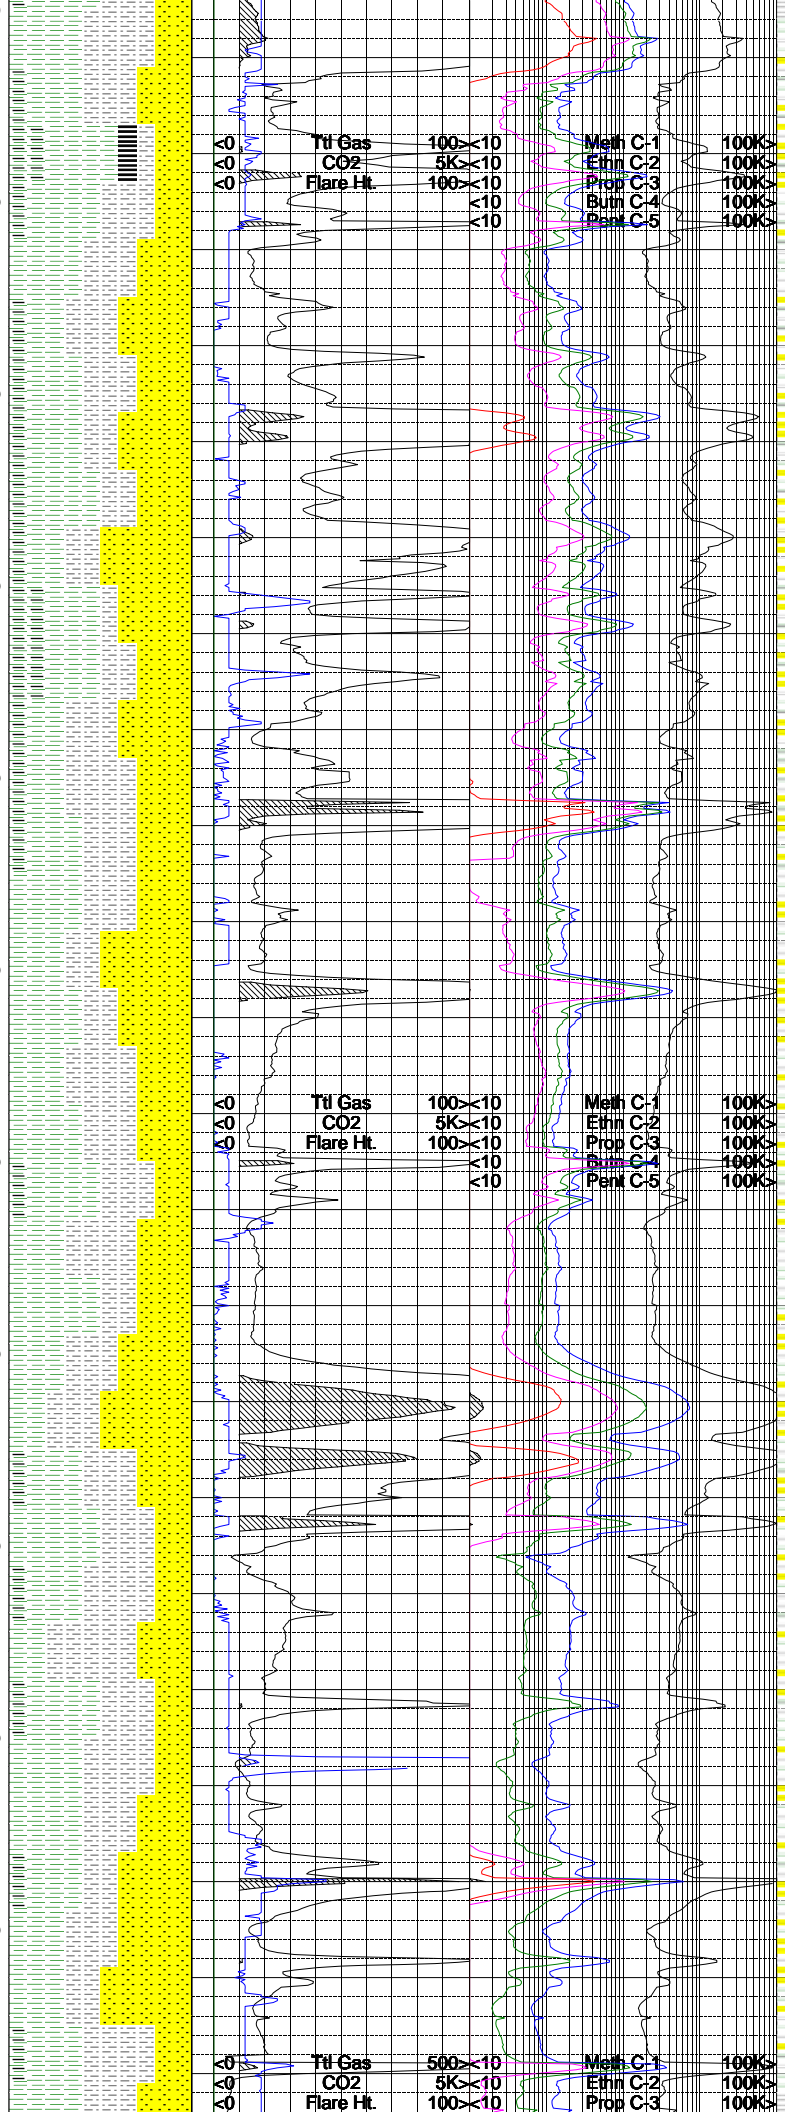 <0 Ttl Gas 100> <10 Meth C-1 100K>
<0 CO2 5K> <10 Ethn C-2 100K>
<0 Flare Ht. 100> <10 Prop C-3 100K>
<10 Butn C-4 100K>
<10 Pent C-5 100K>
<0 Ttl Gas 100> <10 Meth C-1 100K>
<0 CO2 5K> <10 Ethn C-2 100K>
<0 Flare Ht. 100> <10 Prop C-3 100K>
<10 Butn C-4 100K>
<10 Pent C-5 100K>
<0 Ttl Gas 500> <10 Meth C-1 100K>
<0 CO2 5K> <10 Ethn C-2 100K>
<0 Flare Ht. 100> <10 Prop C-3 100K>